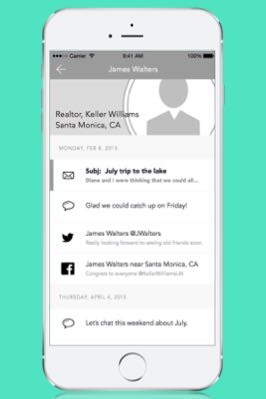 Carrier 9:41 AM 100%
James Walters
Realtor, Keller Williams
Santa Monica, CA
MONDAY, FEB 8, 2015
Subj: July trip to the lake
Diane and I were thinking that we could all...
Glad we could catch up on Friday!
James Walters @JWalters
Really looking forward to seeing old friends soon.
James Walters near Santa Monica, CA
Congrats to everyone @KellerWilliamsLA!
THURSDAY, APRIL 4, 2015
Let's chat this weekend about July.